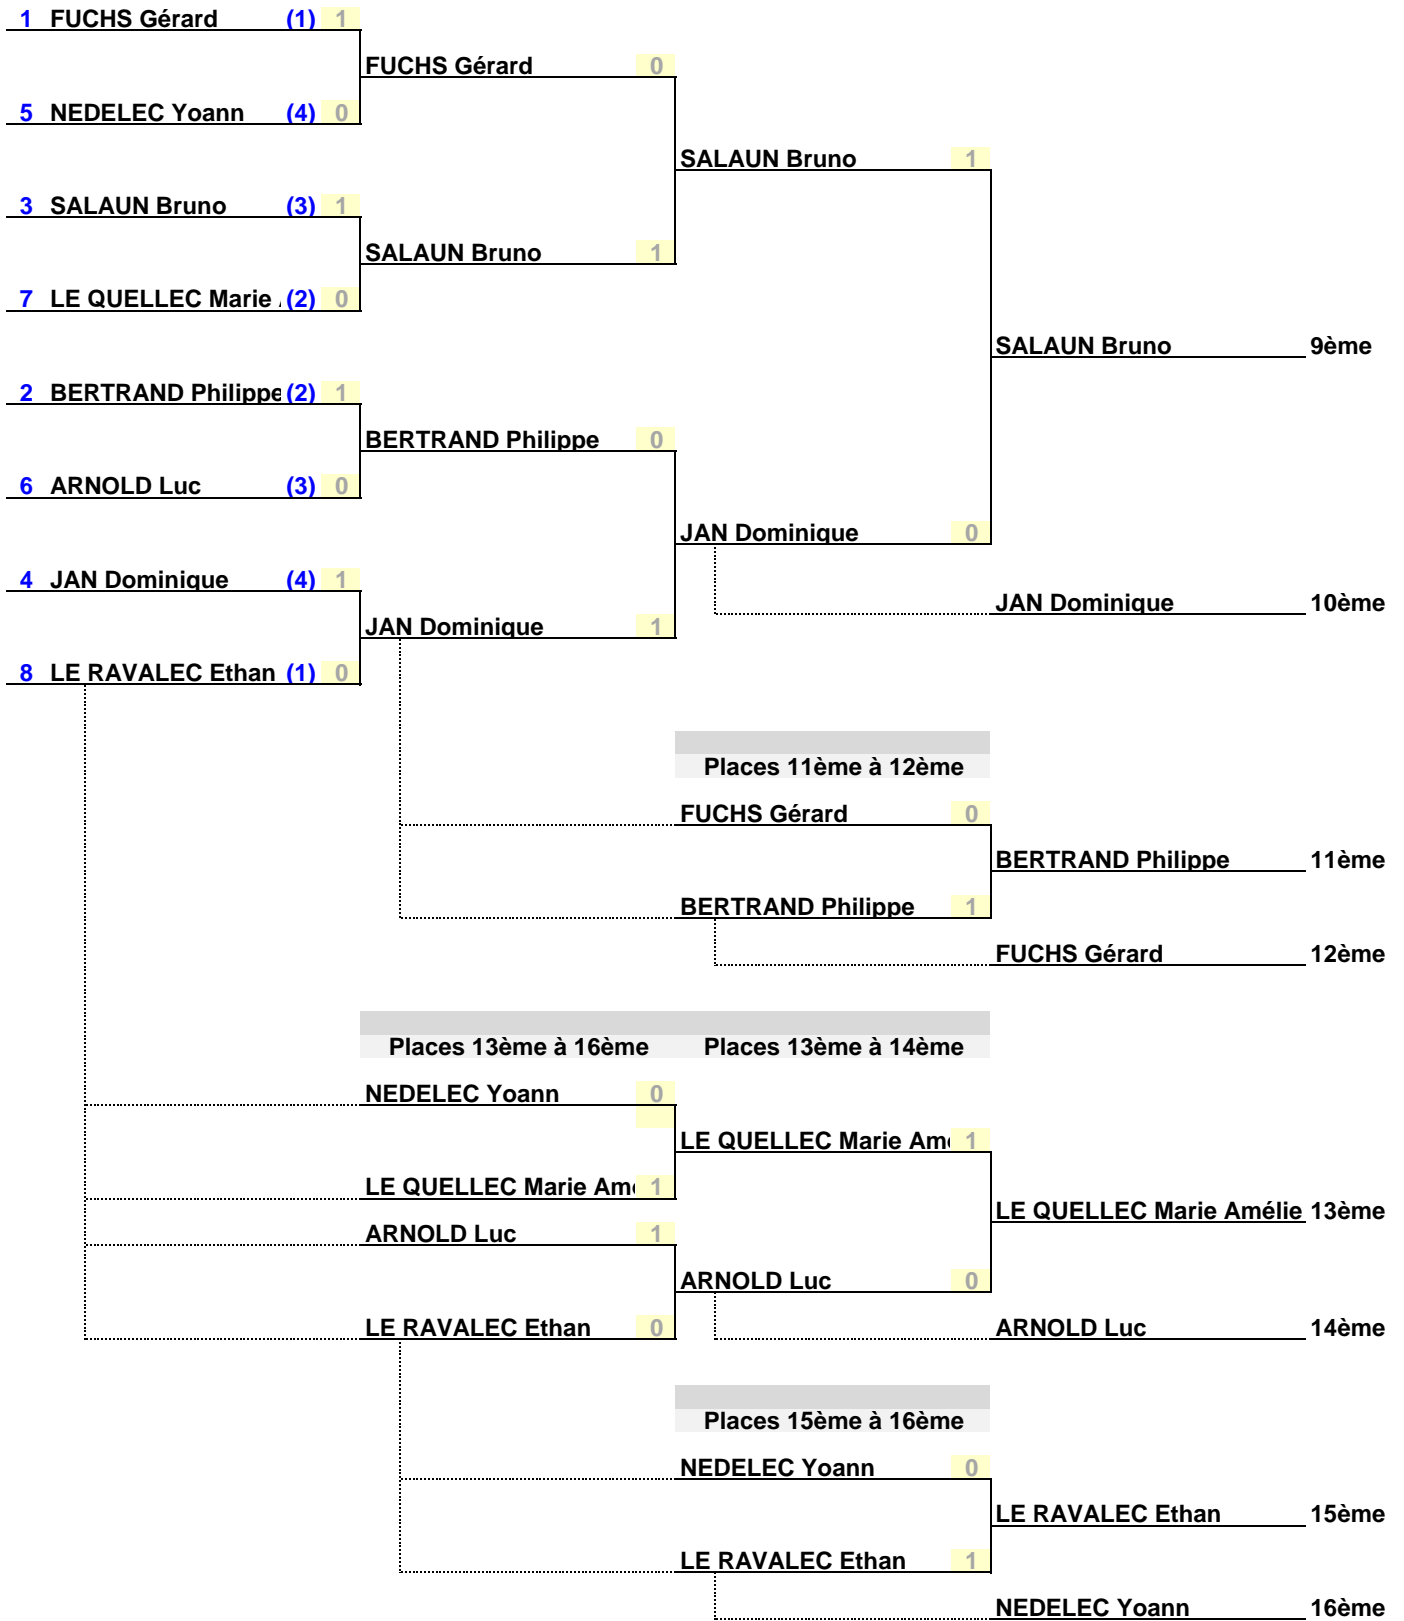 1 FUCHS Gérard (1) 1
FUCHS Gérard 0
5 NEDELEC Yoann (4) 0
SALAUN Bruno 1
3 SALAUN Bruno (3) 1
SALAUN Bruno 1
7 LE QUELLEC Marie (2) 0
SALAUN Bruno 9ème
2 BERTRAND Philippe (2) 1
BERTRAND Philippe 0
6 ARNOLD Luc (3) 0
JAN Dominique 0
4 JAN Dominique (4) 1
JAN Dominique 10ème
JAN Dominique 1
8 LE RAVALEC Ethan (1) 0
Places 11ème à 12ème
FUCHS Gérard 0
BERTRAND Philippe 11ème
BERTRAND Philippe 1
FUCHS Gérard 12ème
Places 13ème à 16ème Places 13ème à 14ème
NEDELEC Yoann 0
LE QUELLEC Marie Am 1
LE QUELLEC Marie Am 1
LE QUELLEC Marie Amélie 13ème
ARNOLD Luc 1
ARNOLD Luc 0
LE RAVALEC Ethan 0
ARNOLD Luc 14ème
Places 15ème à 16ème
NEDELEC Yoann 0
LE RAVALEC Ethan 15ème
LE RAVALEC Ethan 1
NEDELEC Yoann 16ème